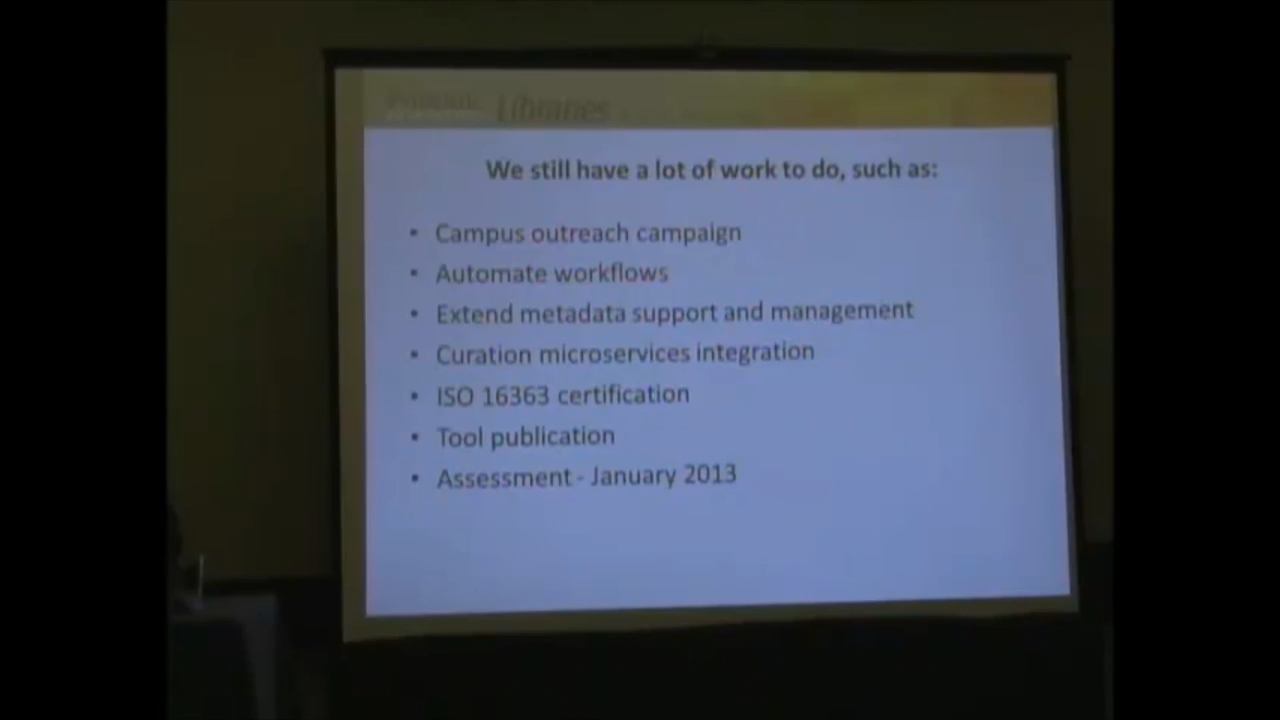 Libraries
We still have a lot of work to do, such as:
• Campus outreach campaign
• Automate workflows
• Extend metadata support and management
• Curation microservices integration
• ISO 16363 certification
• Tool publication
• Assessment - January 2013